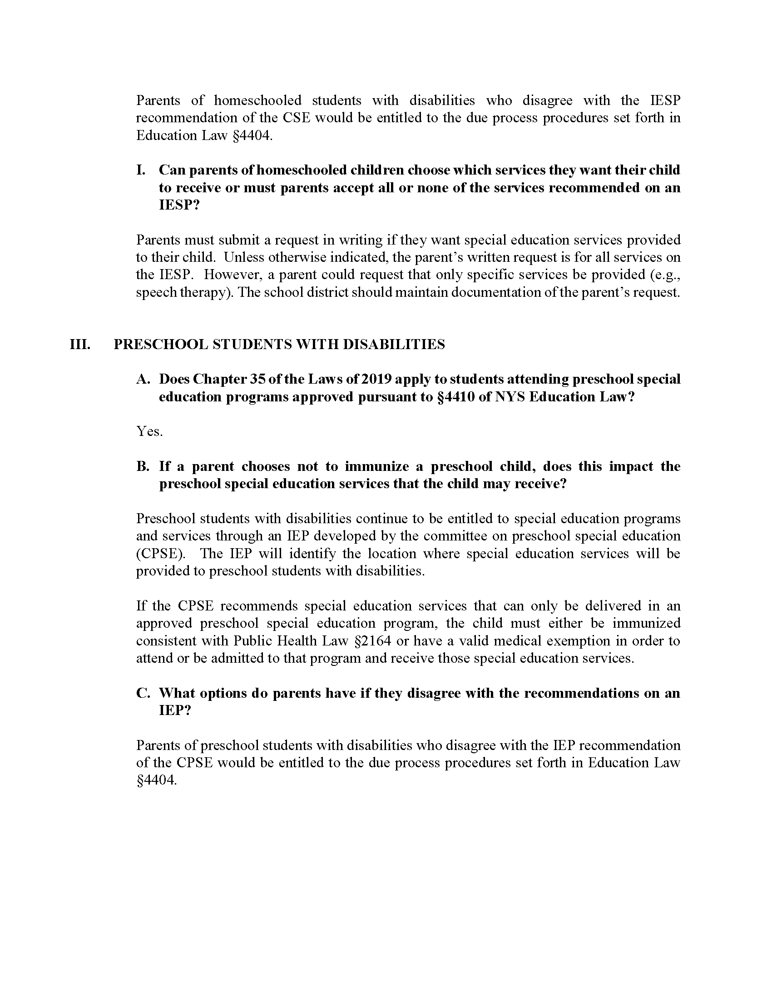 Parents of homeschooled students with disabilities who disagree with the IESP
recommendation of the CSE would be entitled to the due process procedures set forth in
Education Law §4404.
I. Can parents of homeschooled children choose which services they want their child
to receive or must parents accept all or none of the services recommended on an
IESP?
Parents must submit a request in writing if they want special education services provided
to their child. Unless otherwise indicated, the parent’s written request is for all services on
the IESP. However, a parent could request that only specific services be provided (e.g.,
speech therapy). The school district should maintain documentation of the parent’s request.
III. PRESCHOOL STUDENTS WITH DISABILITIES
A. Does Chapter 35 of the Laws of 2019 apply to students attending preschool special
education programs approved pursuant to §4410 of NYS Education Law?
Yes.
B. If a parent chooses not to immunize a preschool child, does this impact the
preschool special education services that the child may receive?
Preschool students with disabilities continue to be entitled to special education programs
and services through an IEP developed by the committee on preschool special education
(CPSE). The IEP will identify the location where special education services will be
provided to preschool students with disabilities.
If the CPSE recommends special education services that can only be delivered in an
approved preschool special education program, the child must either be immunized
consistent with Public Health Law §2164 or have a valid medical exemption in order to
attend or be admitted to that program and receive those special education services.
C. What options do parents have if they disagree with the recommendations on an
IEP?
Parents of preschool students with disabilities who disagree with the IEP recommendation
of the CPSE would be entitled to the due process procedures set forth in Education Law
§4404.